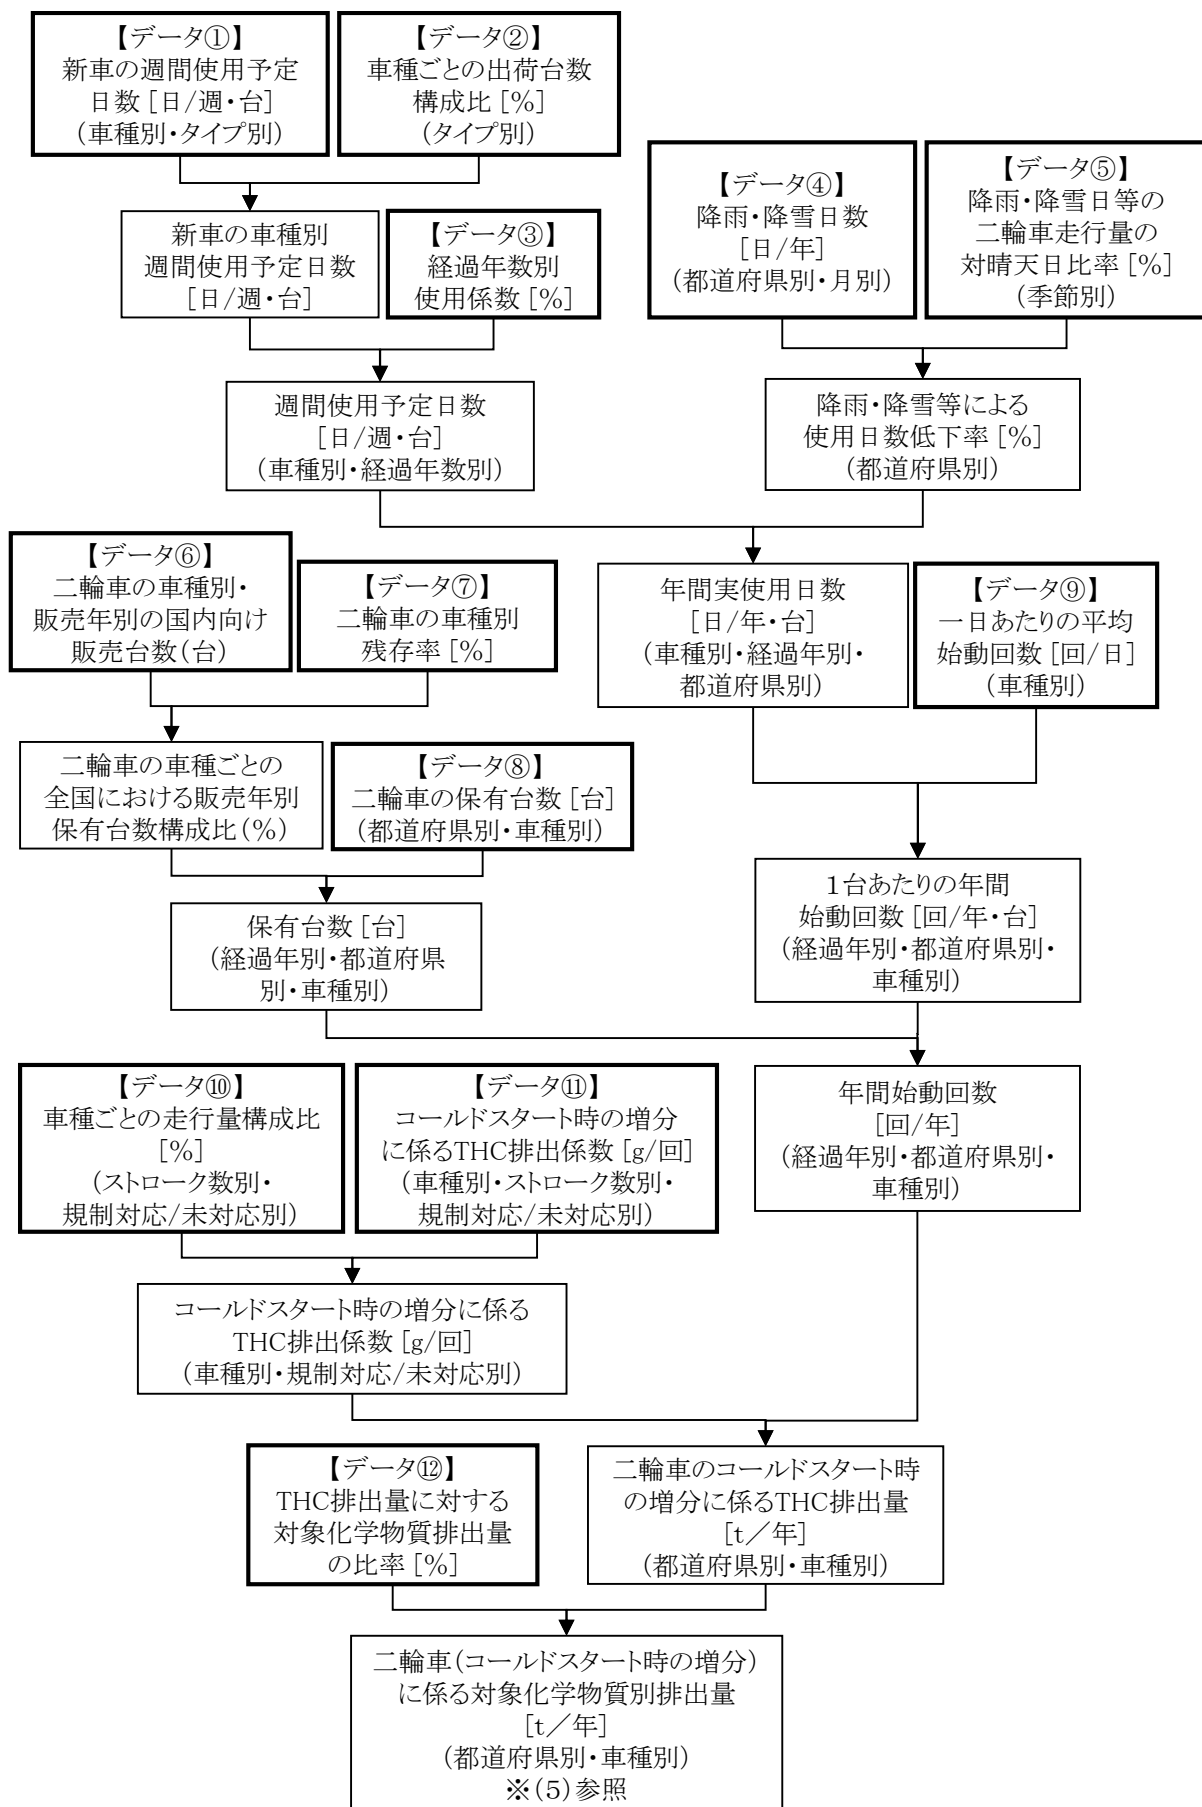 【データ①】
新車の週間使用予定
日数[日/週・台]
(車種別・タイプ別)
【データ②】
車種ごとの出荷台数
構成比[%]
(タイプ別)
【データ④】
降雨・降雪日数
[日/年]
(都道府県別・月別)
【データ⑤】
降雨・降雪日等の
二輪車走行量の
対晴天日比率[%]
(季節別)
新車の車種別
週間使用予定日数
[日/週・台]
【データ③】
経過年数別
使用係数[%]
週間使用予定日数
[日/週・台]
(車種別・経過年数別)
降雨・降雪等による
使用日数低下率[%]
(都道府県別)
【データ⑥】
二輪車の車種別・
販売年別の国内向け
販売台数(台)
【データ⑦】
二輪車の車種別
残存率[%]
年間実使用日数
[日/年・台]
(車種別・経過年別・
都道府県別)
【データ⑨】
一日あたりの平均
始動回数[回/日]
(車種別)
二輪車の車種ごとの
全国における販売年別
保有台数構成比(%)
【データ⑧】
二輪車の保有台数[台]
(都道府県別・車種別)
1台あたりの年間
始動回数[回/年・台]
(経過年別・都道府県別・
車種別)
保有台数[台]
(経過年別・都道府県
別・車種別)
【データ⑩】
車種ごとの走行量構成比
[%]
(ストローク数別・
規制対応/未対応別)
【データ⑪】
コールドスタート時の増分
に係るTHC排出係数[g/回]
(車種別・ストローク数別・
規制対応/未対応別)
年間始動回数
[回/年]
(経過年別・都道府県別・
車種別)
コールドスタート時の増分に係る
THC排出係数[g/回]
(車種別・規制対応/未対応別)
【データ⑫】
THC排出量に対する
対象化学物質排出量
の比率[%]
二輪車のコールドスタート時
の増分に係るTHC排出量
[t/年]
(都道府県別・車種別)
二輪車(コールドスタート時の増分)
に係る対象化学物質別排出量
[t/年]
(都道府県別・車種別)
※(5)参照